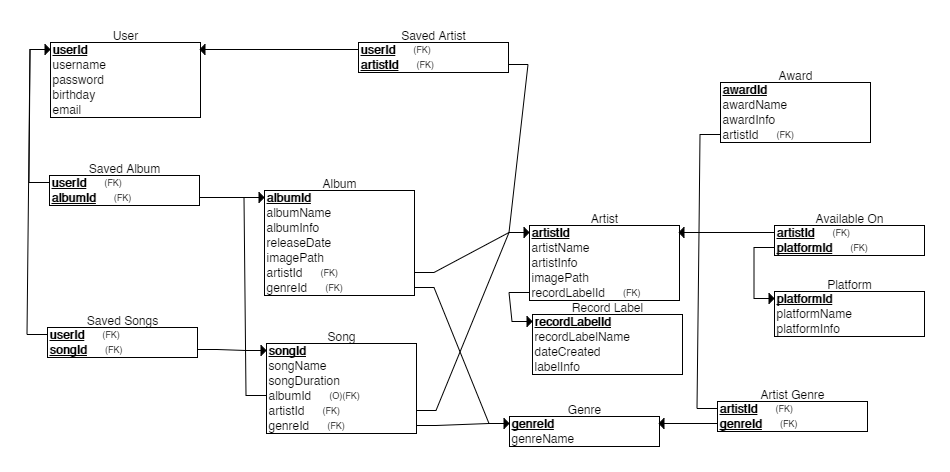 User
userId
username
password
birthday
email
Saved Artist
userId (FK)
artistId (FK)
Award
awardId
awardName
awardInfo
artistId (FK)
Saved Album
userId (FK)
albumId (FK)
Album
albumId
albumName
albumInfo
releaseDate
imagePath
artistId (FK)
genreId (FK)
Artist
artistId
artistName
artistInfo
imagePath
recordLabelId (FK)
Available On
artistId (FK)
platformId (FK)
Platform
platformId
platformName
platformInfo
Record Label
recordLabelId
recordLabelName
dateCreated
labelInfo
Saved Songs
userId (FK)
songId (FK)
Song
songId
songName
songDuration
albumId (O)(FK)
artistId (FK)
genreId (FK)
Genre
genreId
genreName
Artist Genre
artistId (FK)
genreId (FK)